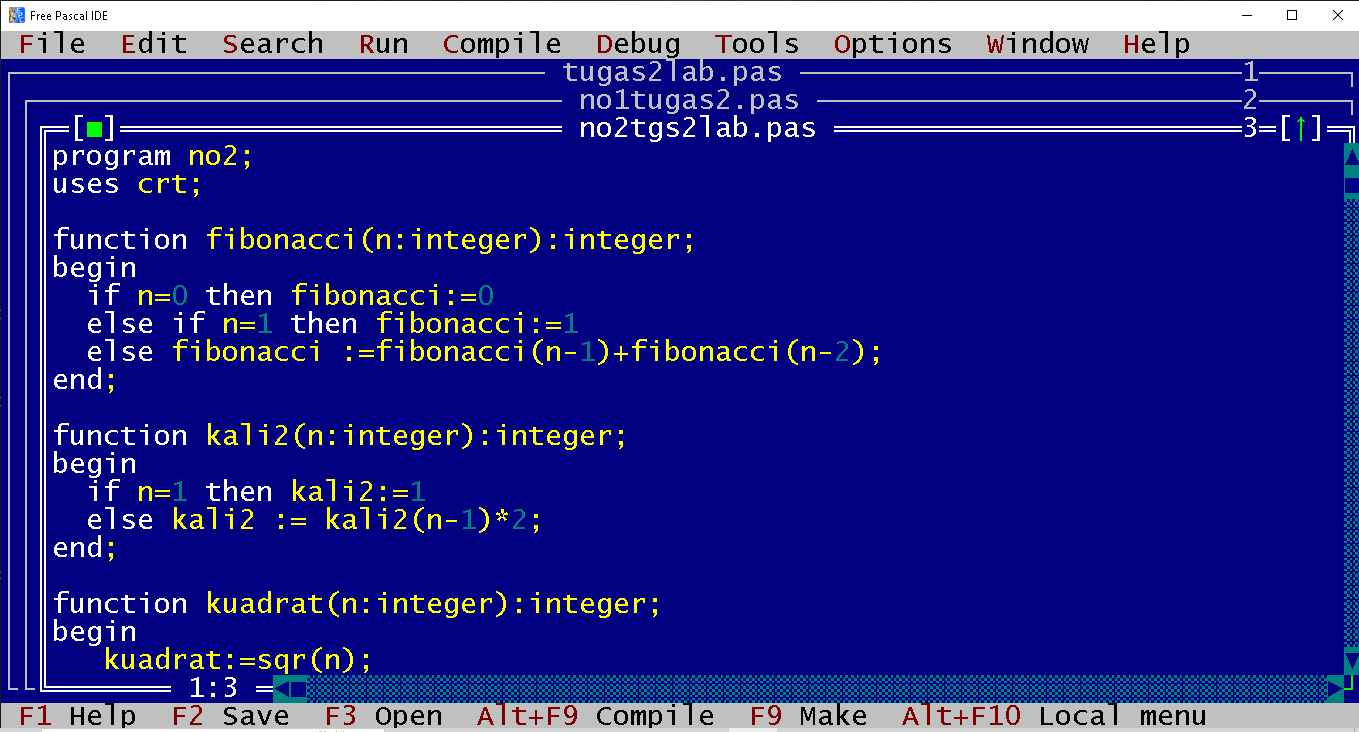 Free Pascal IDE
File Edit Search Run Compile Debug Tools Options Window Help
tugas2lab.pas 1
no1tugas2.pas 2
[■] no2tgs2lab.pas 3=[↑]
program no2;
uses crt;
function fibonacci(n:integer):integer;
begin
  if n=0 then fibonacci:=0
  else if n=1 then fibonacci:=1
  else fibonacci :=fibonacci(n-1)+fibonacci(n-2);
end;
function kali2(n:integer):integer;
begin
  if n=1 then kali2:=1
  else kali2 := kali2(n-1)*2;
end;
function kuadrat(n:integer):integer;
begin
   kuadrat:=sqr(n);
1:3
F1 Help F2 Save F3 Open Alt+F9 Compile F9 Make Alt+F10 Local menu